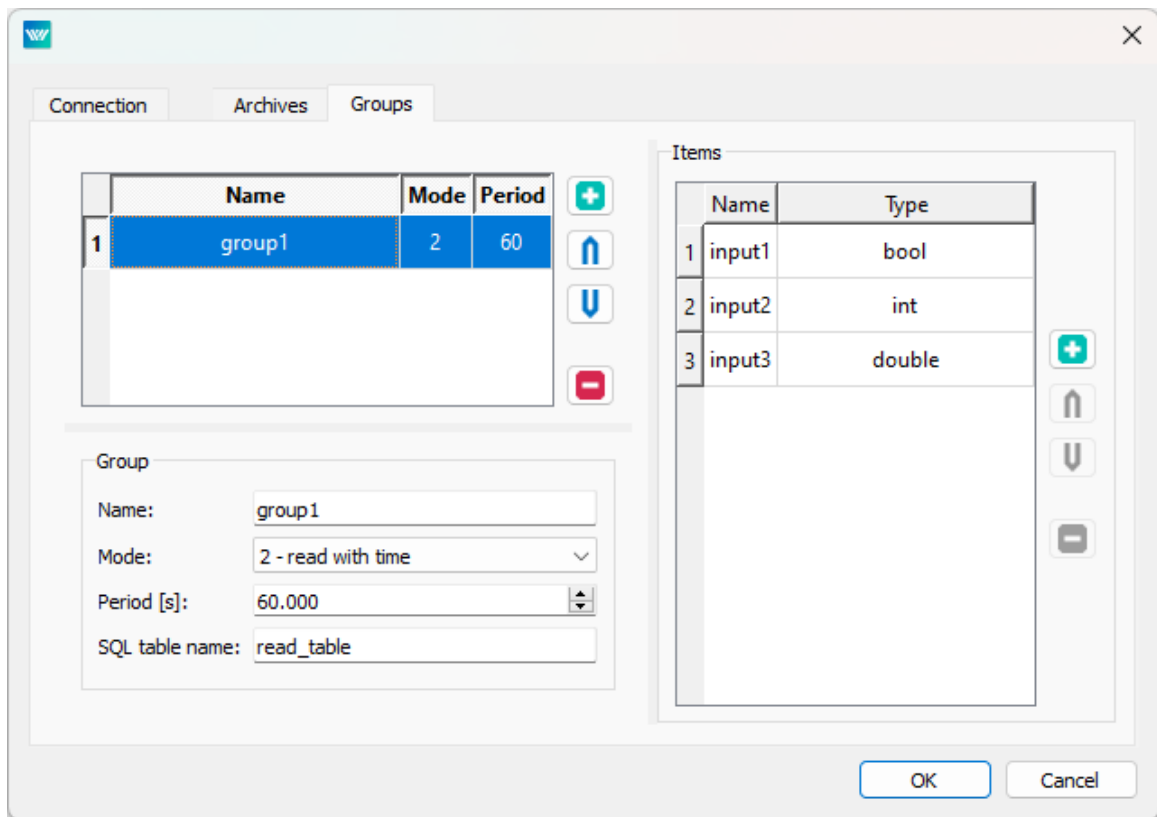 Connection Archives Groups
Name Mode Period
1 group1 2 60
Group
Name: group1
Mode: 2 - read with time
Period [s]: 60.000
SQL table name: read_table
Items
Name Type
1 input1 bool
2 input2 int
3 input3 double
OK Cancel